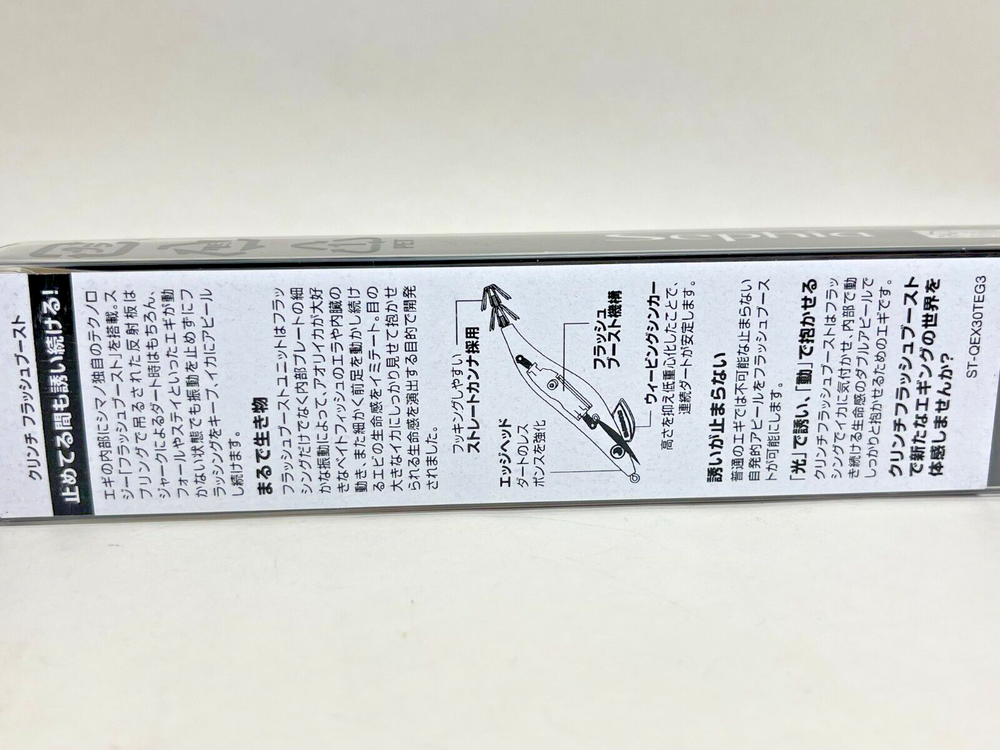 クリンチ フラッシュブースト
止めてる間も誘い続ける!
エギの内部にシマノ独自のテクノロ
ジー「フラッシュブースト」を搭載。ス
プリングで吊るされた反射板は
ジャークによるダート時はもちろん、
フォールやステイといったエギが動
かない状態でも振動を止めずにフ
ラッシングをキープ、イカにアピール
し続けます。
まるで生き物
フラッシュブーストユニットはフラッ
シングだけでなく内部プレートの細
かな振動によって、アオリイカが大好
きなベイトフィッシュのエラや内臓の
動き、また細かく前足を動かし続け
るエビの生命感をイミテート。目の
大きなイカにしっかり見せて抱かせ
られる生命感を演出する目的で開発
されました。
フッキングしやすい
ストレートカンナ採用
エッジヘッド
ダートのレス
ポンスを強化
フラッシュ
ブースト機構
ウィーピングシンカー
高さを抑え低重心化したことで、
連続ダートが安定します。
誘いが止まらない
普通のエギでは不可能な止まらない
自発的アピールをフラッシュブース
トが可能にします。
「光」で誘い、「動」で抱かせる
クリンチフラッシュブーストはフラッ
シングでイカに気付かせ、内部で動
き続ける生命感のダブルアピールで
しっかりと抱かせるためのエギです。
クリンチフラッシュブースト
で新たなエギングの世界を
体感しませんか?
ST-QEX30TEG3
Sephia
PE